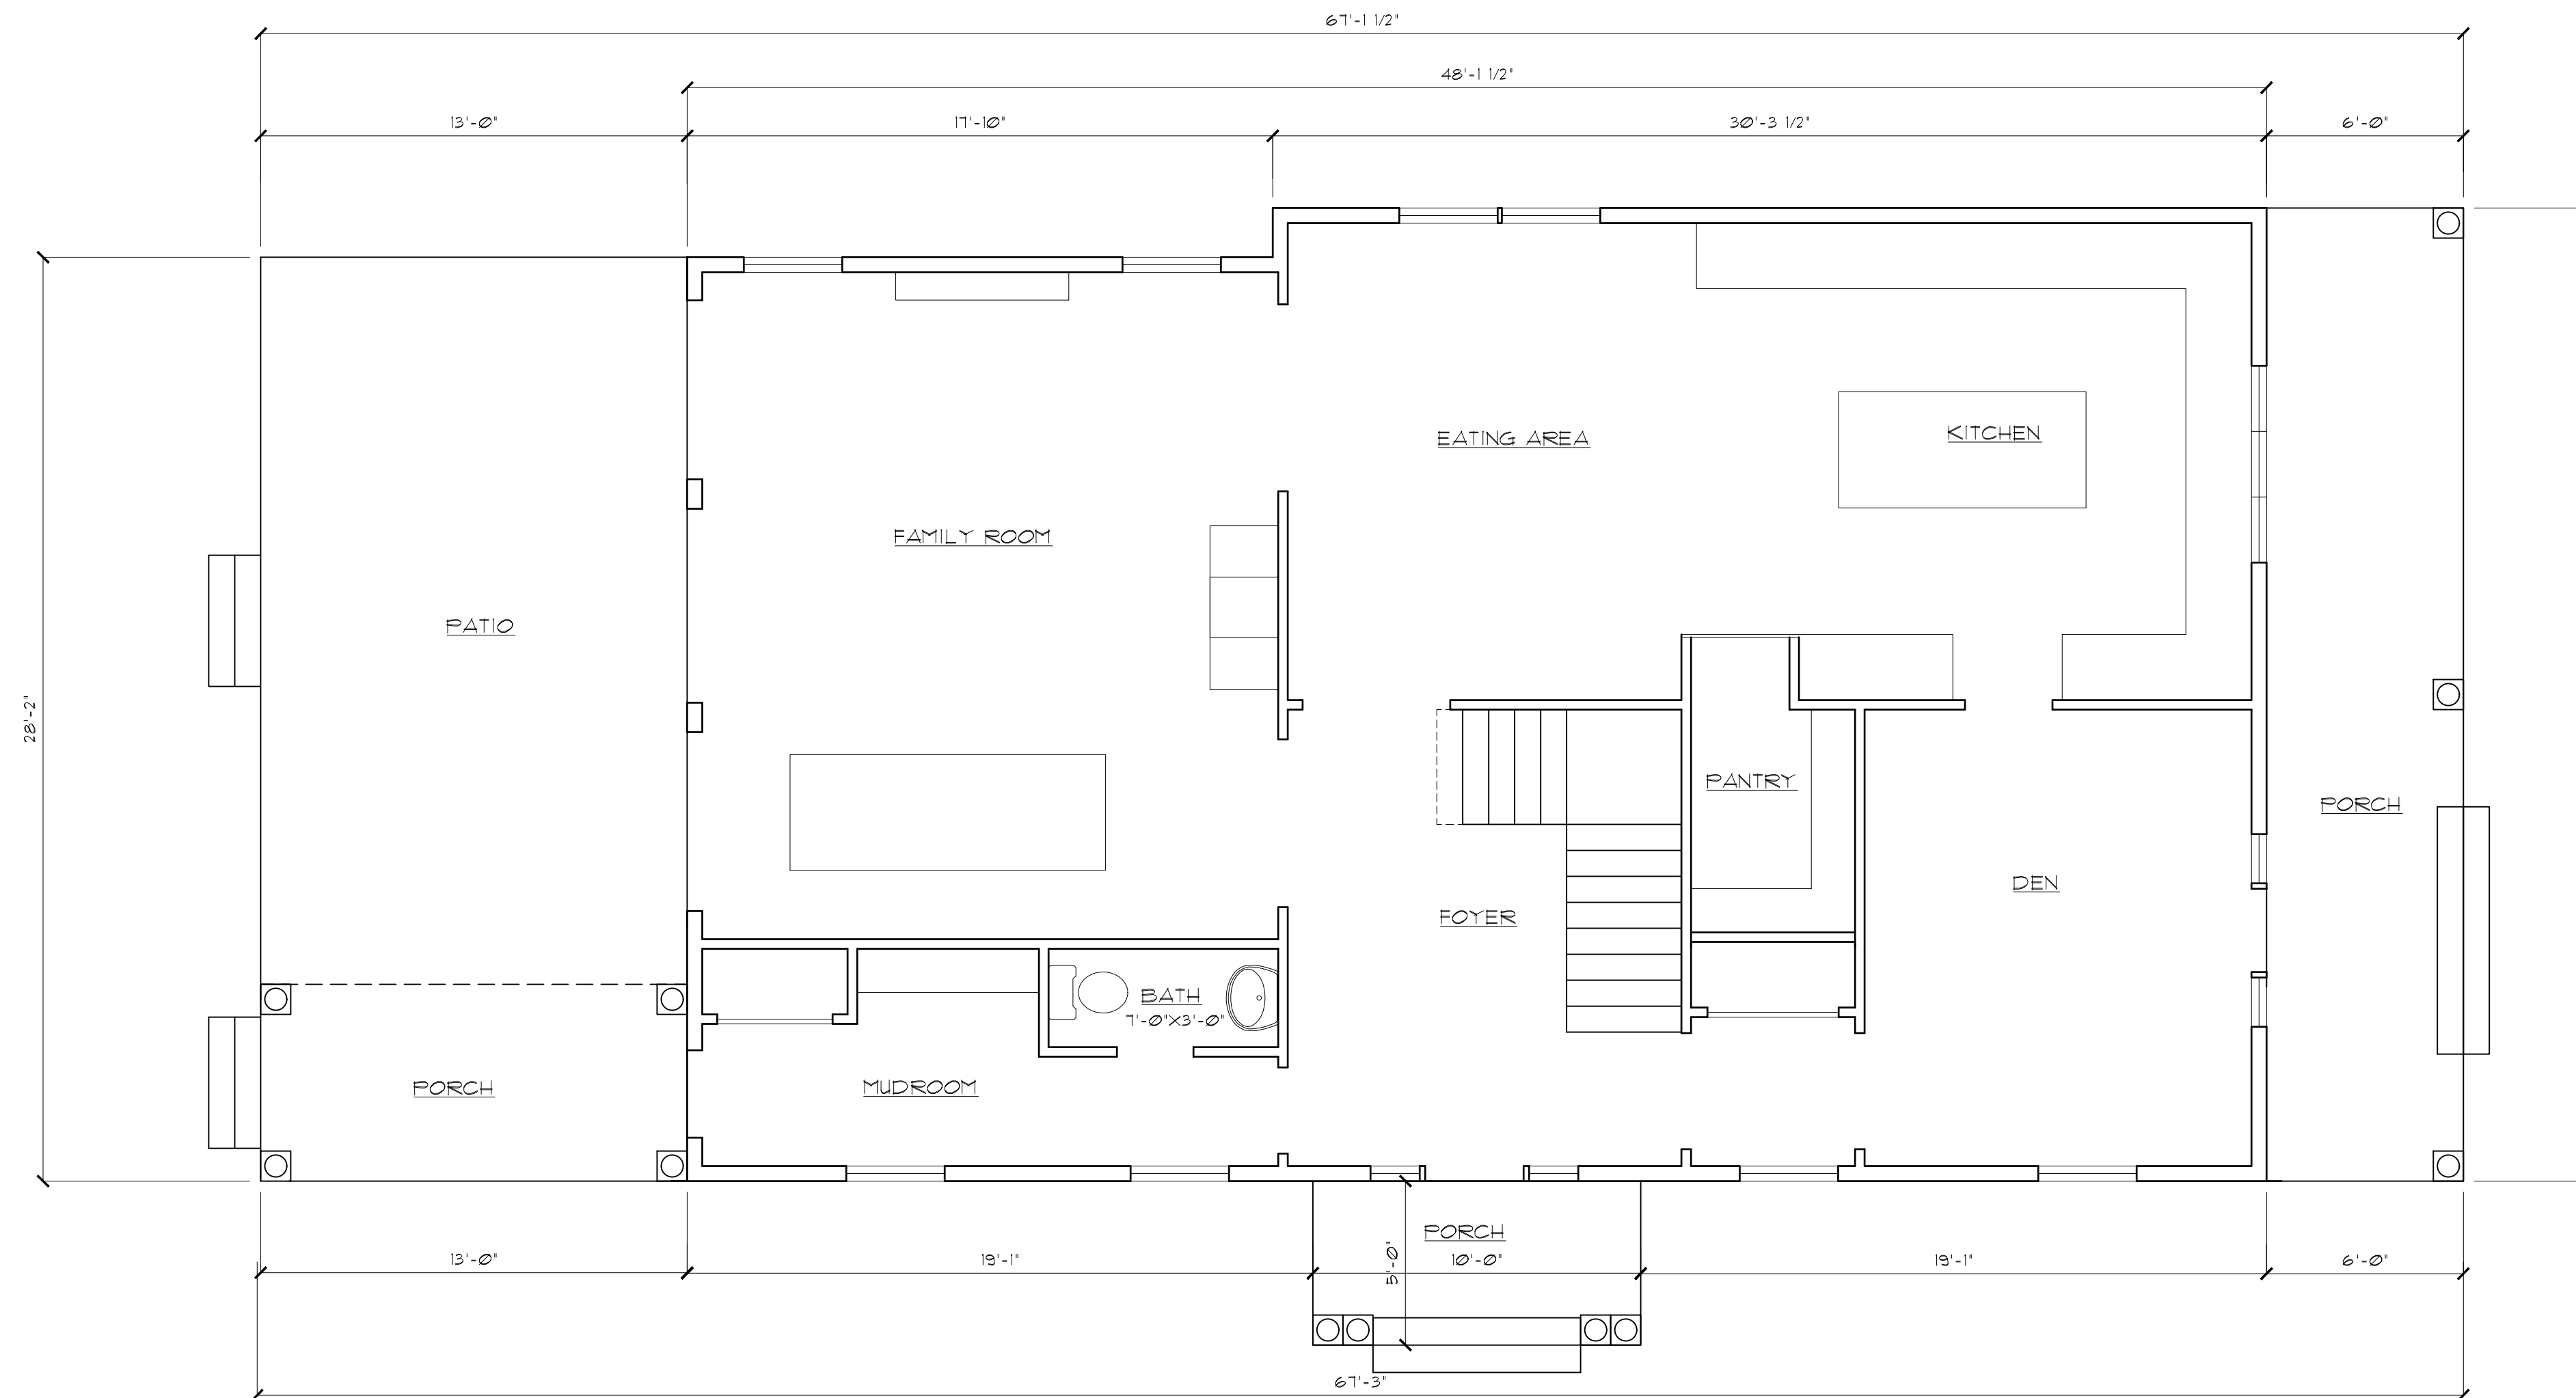 67'-1 1/2"
48'-1 1/2"
13'-0"
17'-10"
30'-3 1/2"
6'-0"
EATING AREA
KITCHEN
FAMILY ROOM
PATIO
28'-2"
PANTRY
PORCH
DEN
FOYER
BATH
7'-0"X3'-0"
MUDROOM
PORCH
PORCH
13'-0"
19'-1"
5'-0"
10'-0"
19'-1"
6'-0"
67'-3"